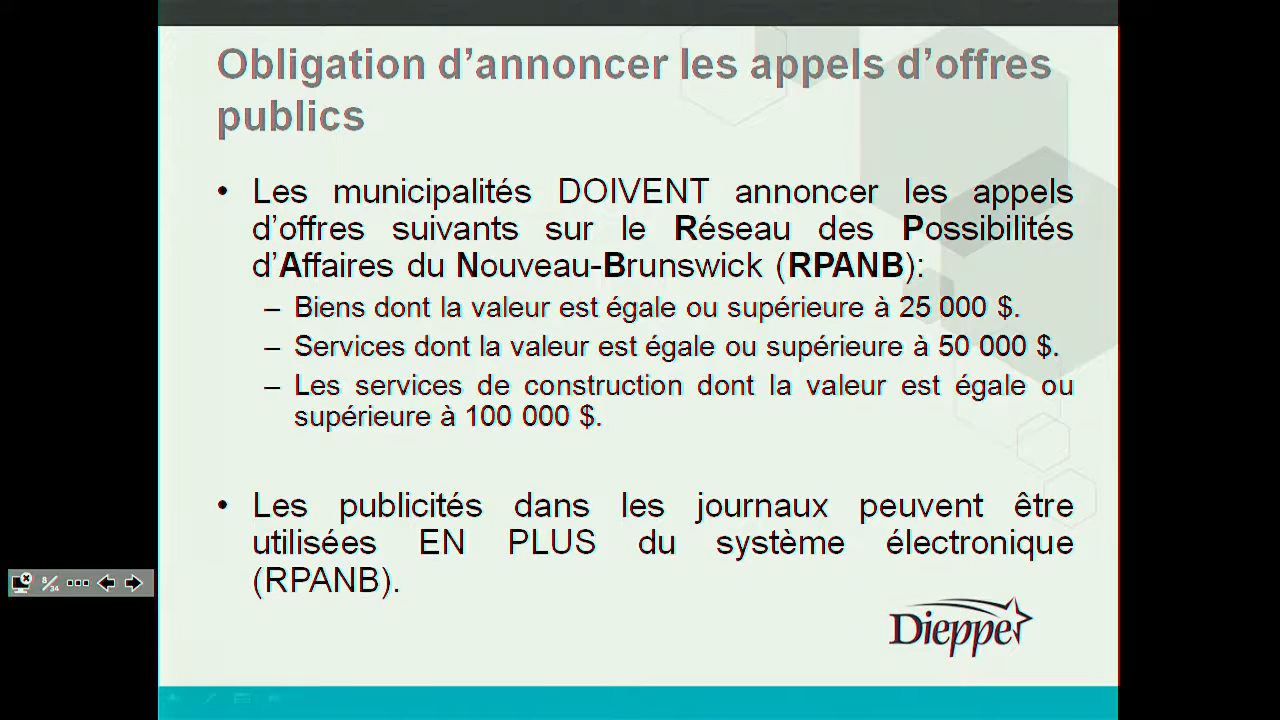 Obligation d’annoncer les appels d’offres
publics
• Les municipalités DOIVENT annoncer les appels
d’offres suivants sur le Réseau des Possibilités
d’Affaires du Nouveau-Brunswick (RPANB):
– Biens dont la valeur est égale ou supérieure à 25 000 $.
– Services dont la valeur est égale ou supérieure à 50 000 $.
– Les services de construction dont la valeur est égale ou
supérieure à 100 000 $.
• Les publicités dans les journaux peuvent être
utilisées EN PLUS du système électronique
(RPANB).
8/34
Dieppe